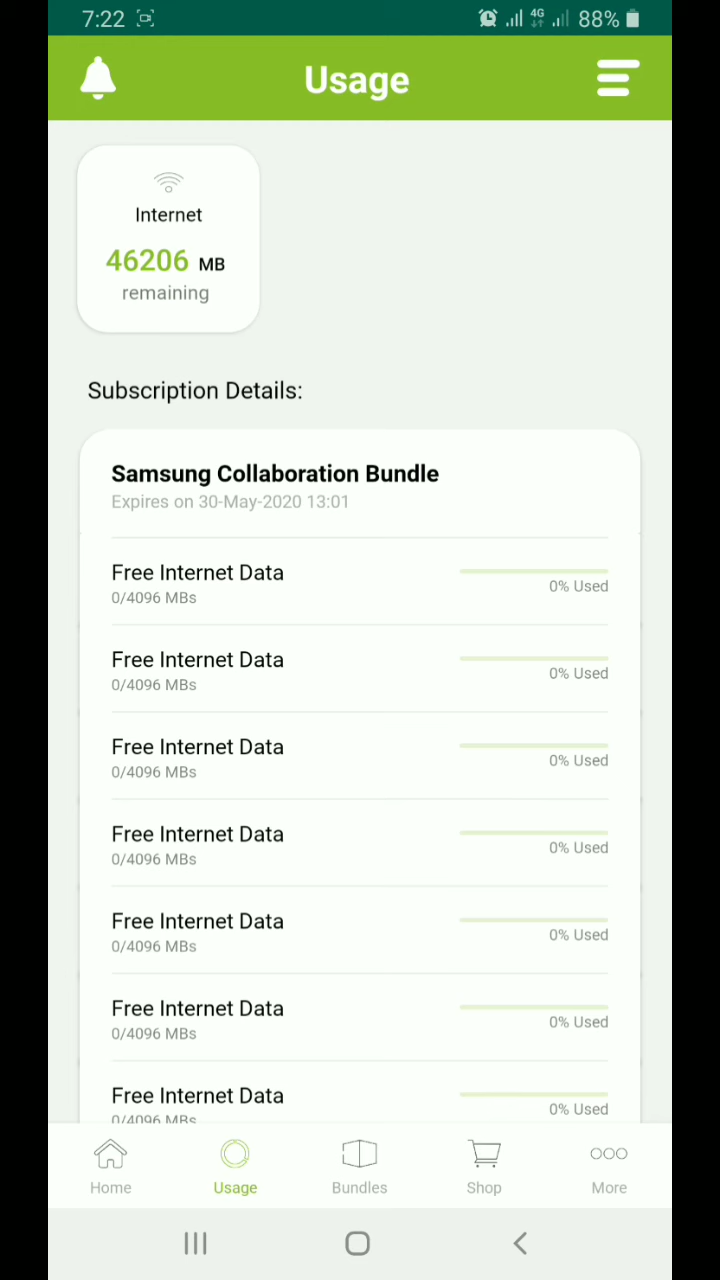 7:22 4G 88%
Usage
Internet
46206 MB
remaining
Subscription Details:
Samsung Collaboration Bundle
Expires on 30-May-2020 13:01
Free Internet Data
0/4096 MBs
0% Used
Free Internet Data
0/4096 MBs
0% Used
Free Internet Data
0/4096 MBs
0% Used
Free Internet Data
0/4096 MBs
0% Used
Free Internet Data
0/4096 MBs
0% Used
Free Internet Data
0/4096 MBs
0% Used
Free Internet Data
0/4096 MBs
0% Used
Home Usage Bundles Shop More